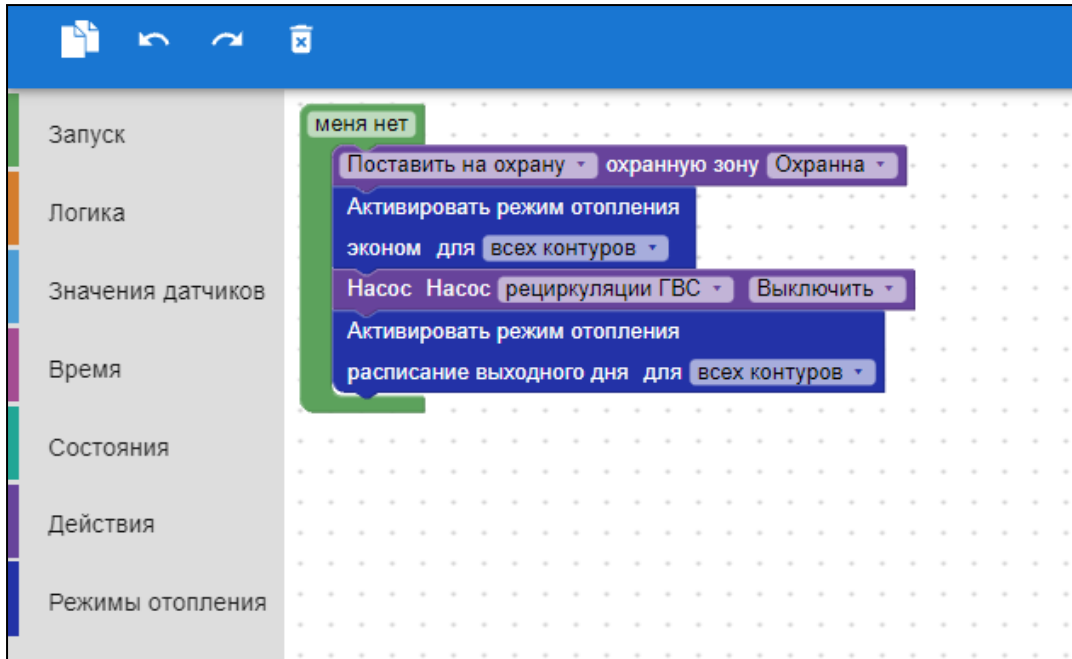 Запуск
Логика
Значения датчиков
Время
Состояния
Действия
Режимы отопления
меня нет
Поставить на охрану охранную зону Охранна
Активировать режим отопления
эконом для всех контуров
Насос Насос рециркуляции ГВС Выключить
Активировать режим отопления
расписание выходного дня для всех контуров